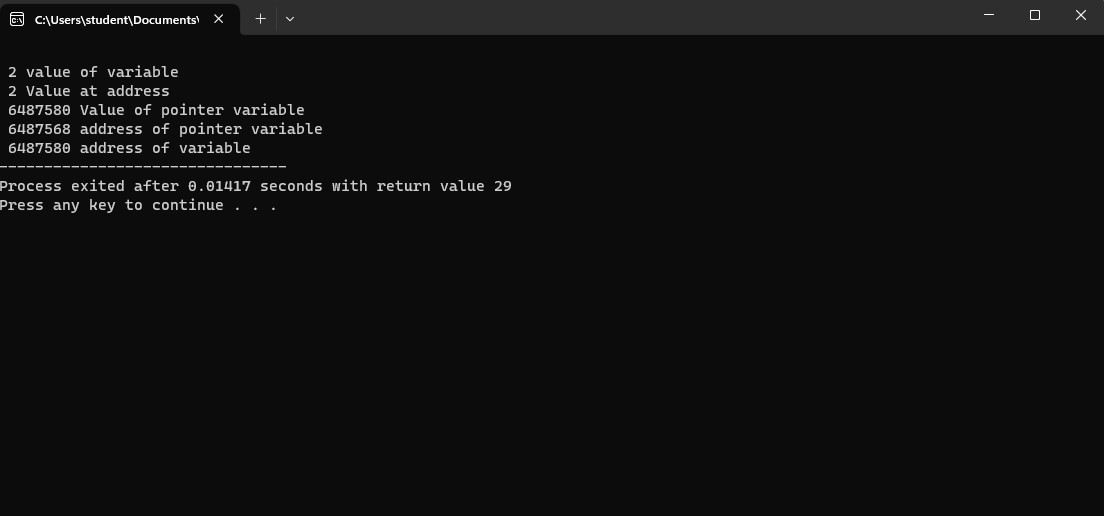 C:\Users\student\Documents\
2 value of variable
2 Value at address
6487580 Value of pointer variable
6487568 address of pointer variable
6487580 address of variable
--------------------------------
Process exited after 0.01417 seconds with return value 29
Press any key to continue . . .